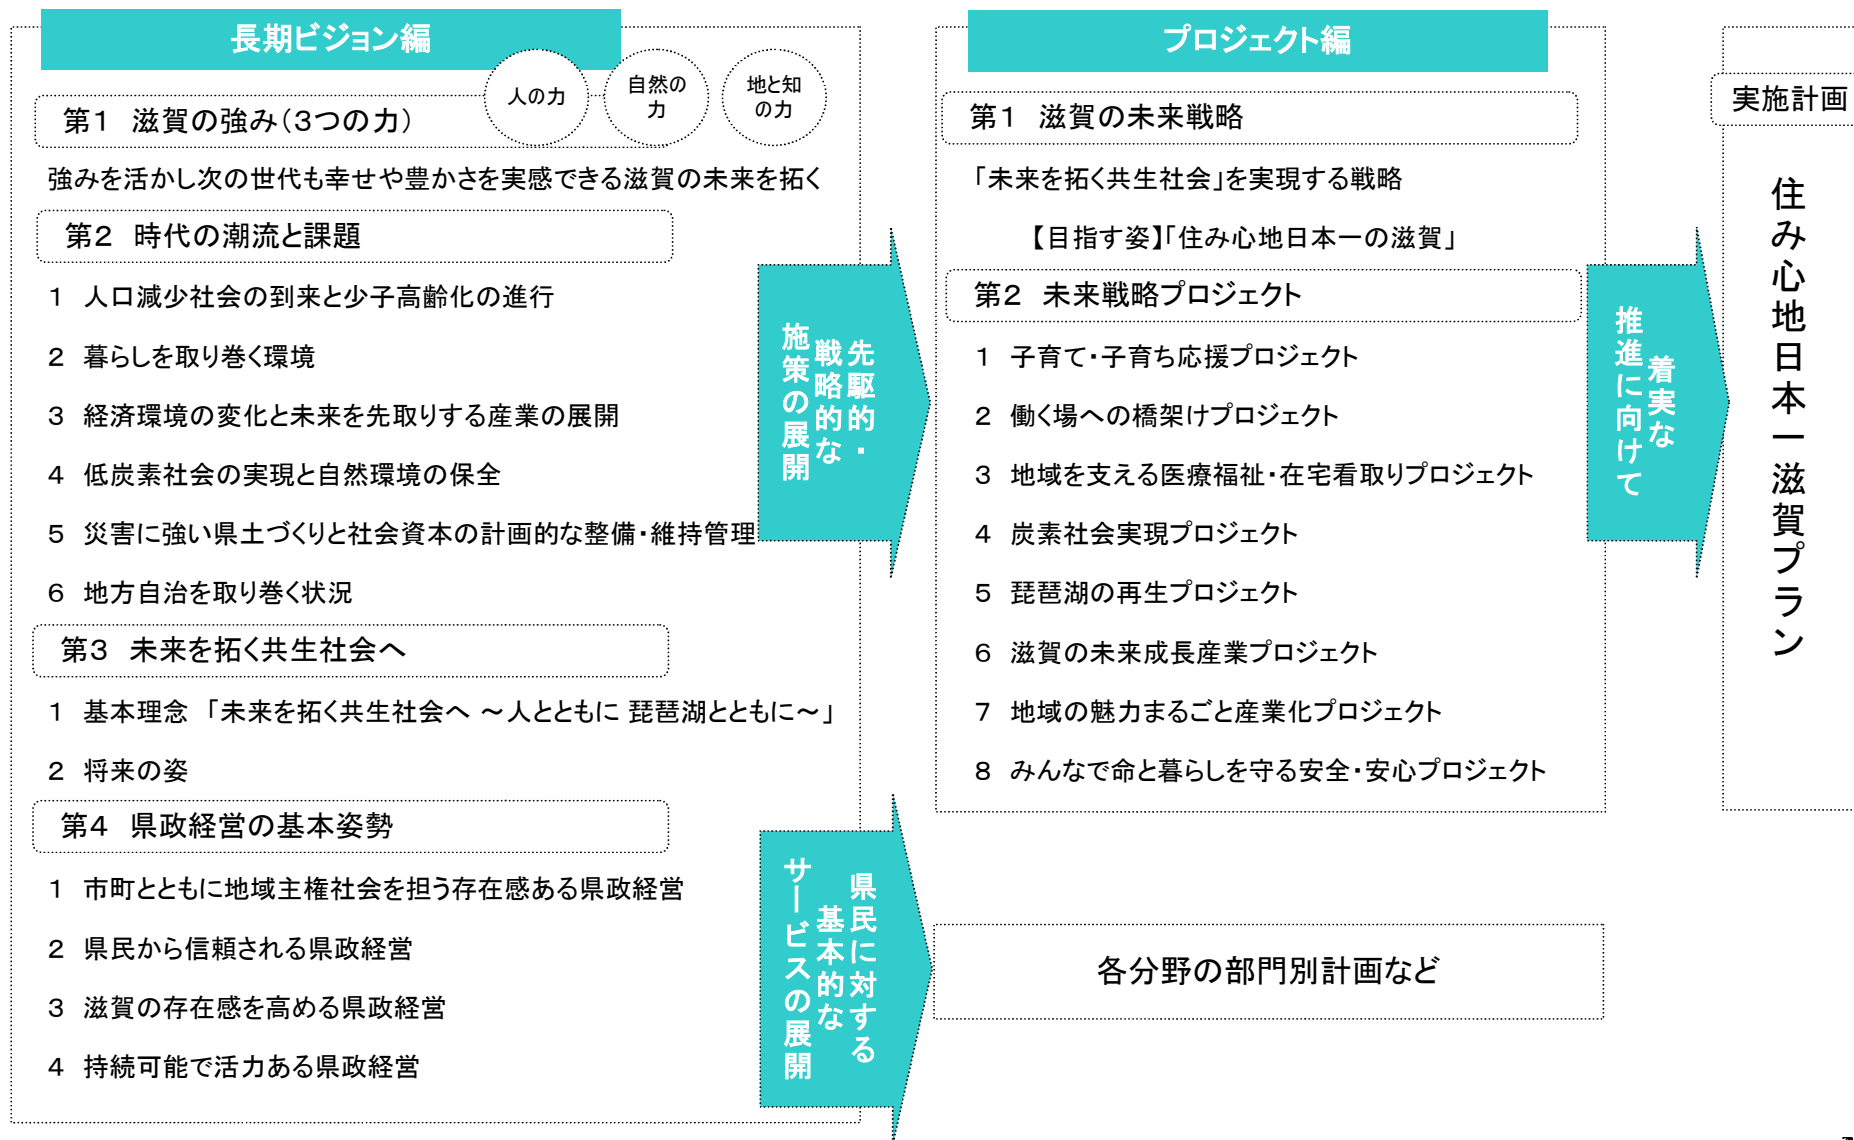 長期ビジョン編
人の力
自然の
力
地と知
の力
第1 滋賀の強み(3つの力)
強みを活かし次の世代も幸せや豊かさを実感できる滋賀の未来を拓く
第2 時代の潮流と課題
1 人口減少社会の到来と少子高齢化の進行
2 暮らしを取り巻く環境
3 経済環境の変化と未来を先取りする産業の展開
4 低炭素社会の実現と自然環境の保全
5 災害に強い県土づくりと社会資本の計画的な整備・維持管理
6 地方自治を取り巻く状況
第3 未来を拓く共生社会へ
1 基本理念 「未来を拓く共生社会へ ~人とともに 琵琶湖とともに~」
2 将来の姿
第4 県政経営の基本姿勢
1 市町とともに地域主権社会を担う存在感ある県政経営
2 県民から信頼される県政経営
3 滋賀の存在感を高める県政経営
4 持続可能で活力ある県政経営
先駆的・
戦略的な
施策の展開
県民に対する
基本的な
サービスの展開
プロジェクト編
第1 滋賀の未来戦略
「未来を拓く共生社会」を実現する戦略
【目指す姿】「住み心地日本一の滋賀」
第2 未来戦略プロジェクト
1 子育て・子育ち応援プロジェクト
2 働く場への橋架けプロジェクト
3 地域を支える医療福祉・在宅看取りプロジェクト
4 炭素社会実現プロジェクト
5 琵琶湖の再生プロジェクト
6 滋賀の未来成長産業プロジェクト
7 地域の魅力まるごと産業化プロジェクト
8 みんなで命と暮らしを守る安全・安心プロジェクト
各分野の部門別計画など
着実な
推進に向けて
実施計画
住み心地日本一滋賀プラン